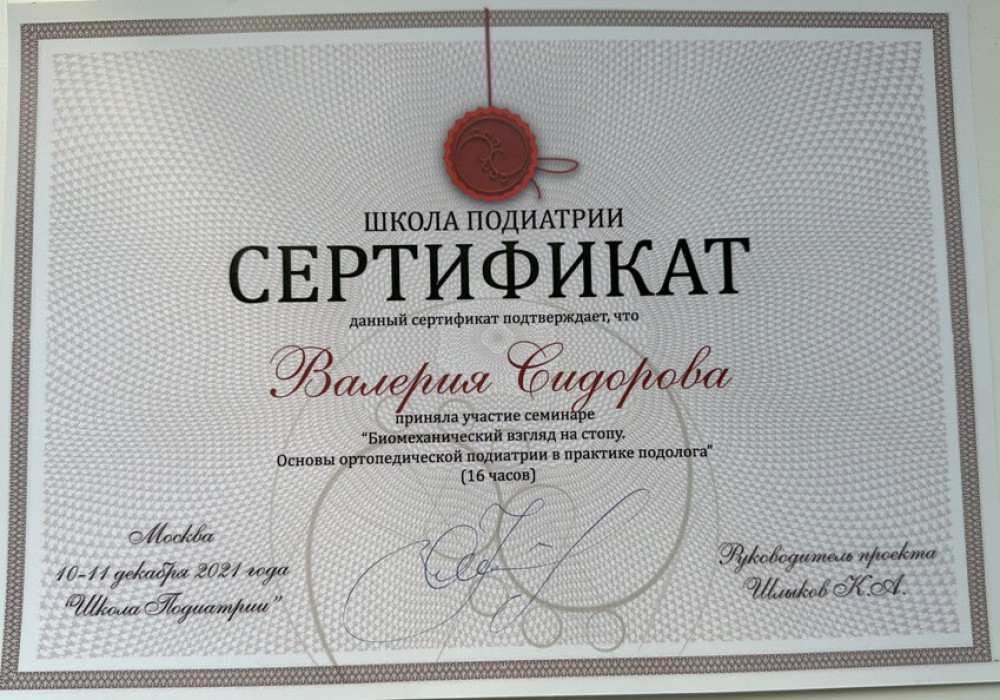 ШКОЛА ПОДИАТРИИ
СЕРТИФИКАТ
данный сертификат подтверждает, что
Валерия Сидорова
приняла участие семинаре
"Биомеханический взгляд на стопу.
Основы ортопедической подиатрии в практике подолога"
(16 часов)
Москва
10-11 декабря 2021 года
"Школа Подиатрии"
Руководитель проекта
Шлыков К.А.